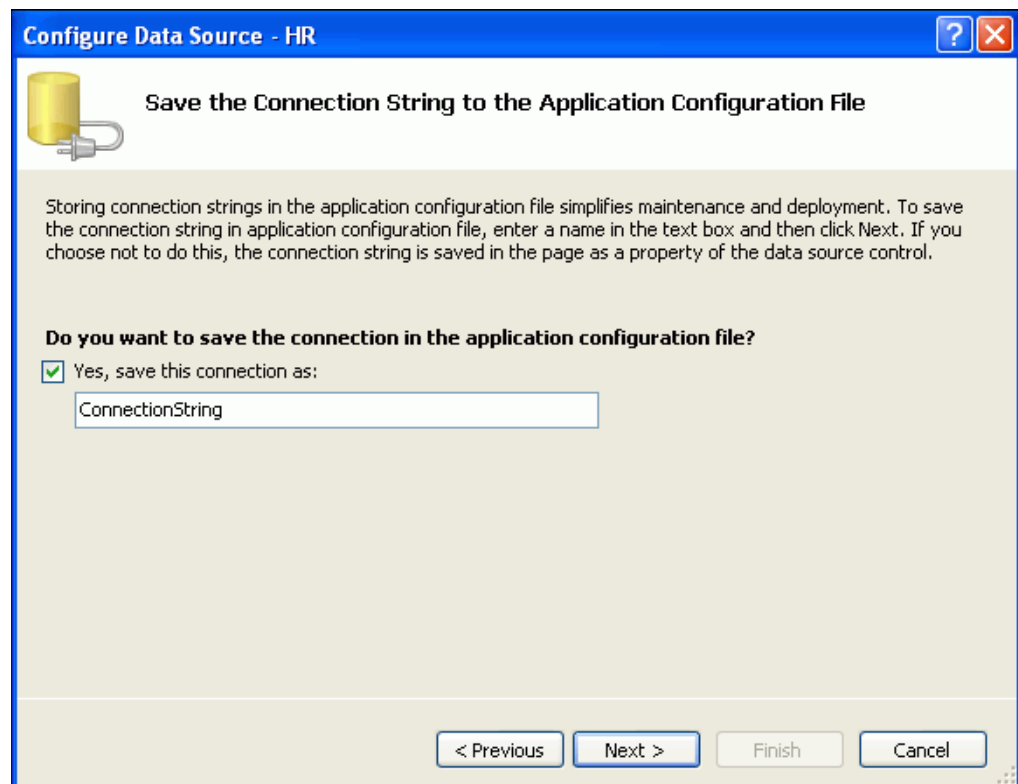 Configure Data Source - HR
Save the Connection String to the Application Configuration File
Storing connection strings in the application configuration file simplifies maintenance and deployment. To save
the connection string in application configuration file, enter a name in the text box and then click Next. If you
choose not to do this, the connection string is saved in the page as a property of the data source control.
Do you want to save the connection in the application configuration file?
Yes, save this connection as:
ConnectionString
< Previous Next > Finish Cancel